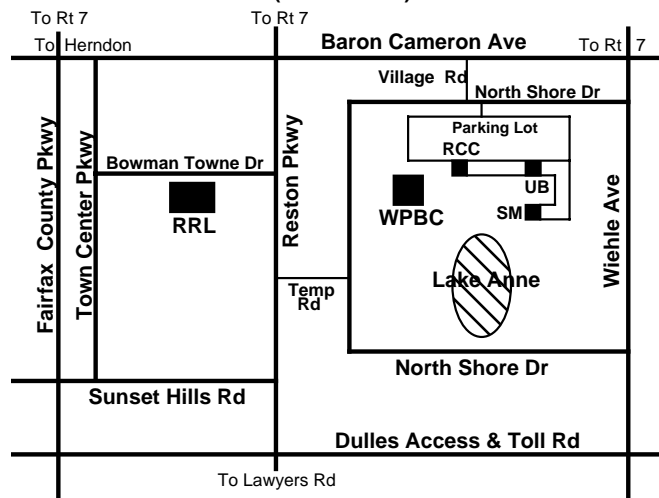 To Rt 7
To Rt 7
To Herndon
Baron Cameron Ave
To Rt 7
Village Rd
North Shore Dr
Parking Lot
RCC
Bowman Towne Dr
UB
WPBC
SM
RRL
Fairfax County Pkwy
Town Center Pkwy
Reston Pkwy
Wiehle Ave
Lake Anne
Temp
Rd
North Shore Dr
Sunset Hills Rd
Dulles Access & Toll Rd
To Lawyers Rd